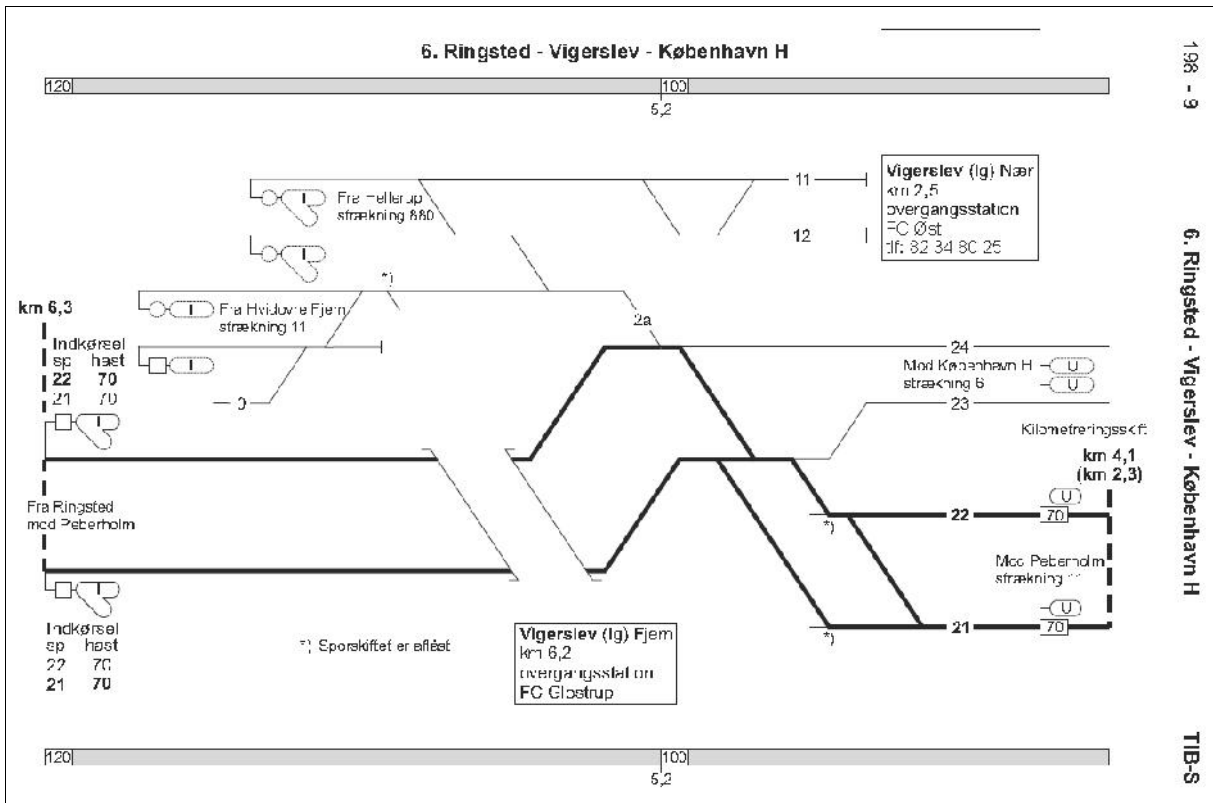 6. Ringsted - Vigerslev - København H
120
100
5,2
198 - 9
6. Ringsted - Vigerslev - København H
TIB-S
11
12
Vigerslev (lg) Nær
km 2,5
overgangsstation
FC Øst
tlf: 82 34 80 25
Fra Hellerup
strækning 880
*)
Fra Hvidovre Fjern
strækning 11
2a
24
Mod København H
strækning 6
U
U
23
km 6,3
Indkørsel
sp hast
22 70
21 70
I
I
I
I
I
Kilometreringsskift
km 4,1
(km 2,3)
Fra Ringsted
mod Peberholm
*)
22
U
70
Mod Peberholm
strækning
U
*)
21
70
I
Indkørsel
sp hast
22 70
21 70
*) Sporskiftet er aflåst
Vigerslev (lg) Fjern
km 6,2
overgangsstation
FC Glostrup
120
100
5,2